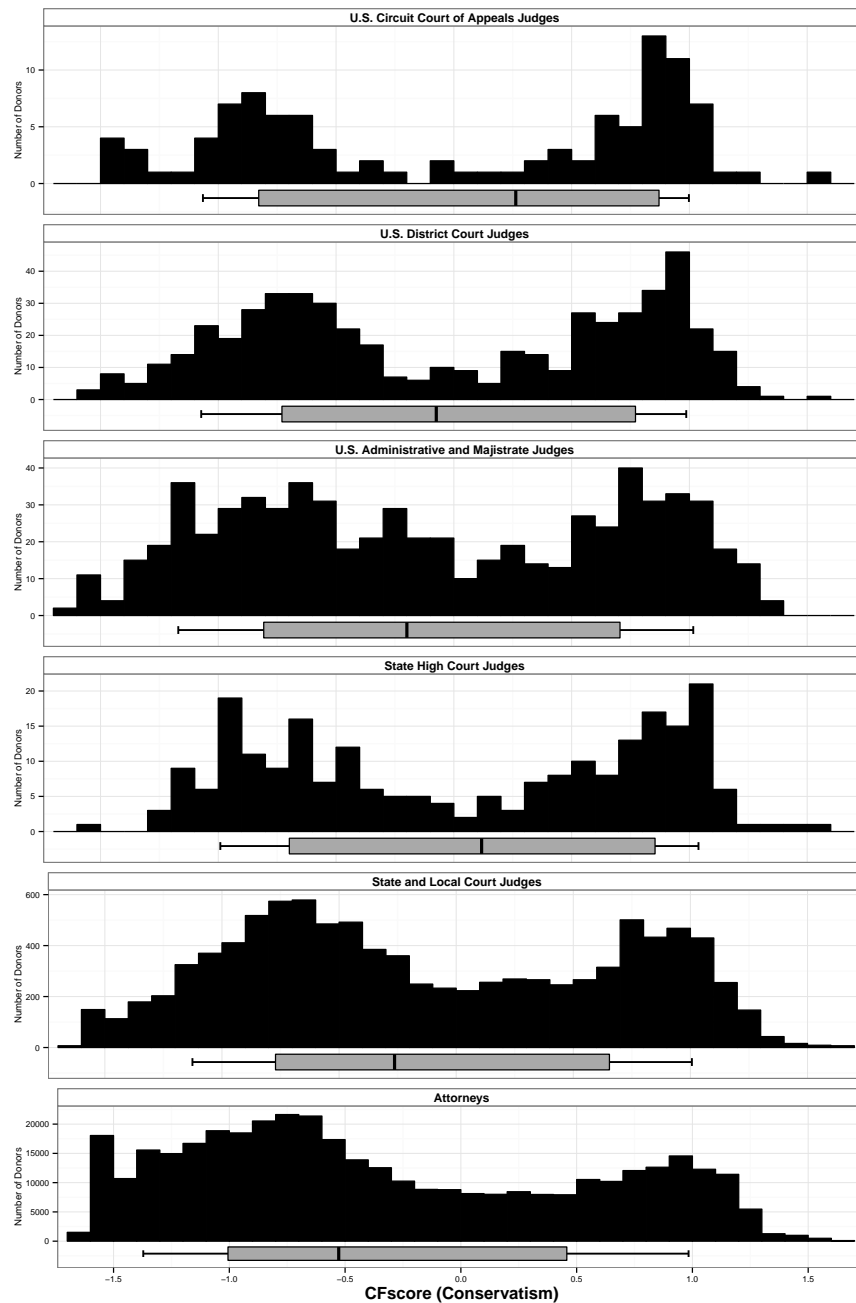 U.S. Circuit Court of Appeals Judges
Number of Donors
10
5
0
U.S. District Court Judges
Number of Donors
40
30
20
10
0
U.S. Administrative and Majistrate Judges
Number of Donors
40
30
20
10
0
State High Court Judges
Number of Donors
20
15
10
5
0
State and Local Court Judges
Number of Donors
600
400
200
0
Attorneys
Number of Donors
20000
15000
10000
5000
0
−1.5 −1.0 −0.5 0.0 0.5 1.0 1.5
CFscore (Conservatism)